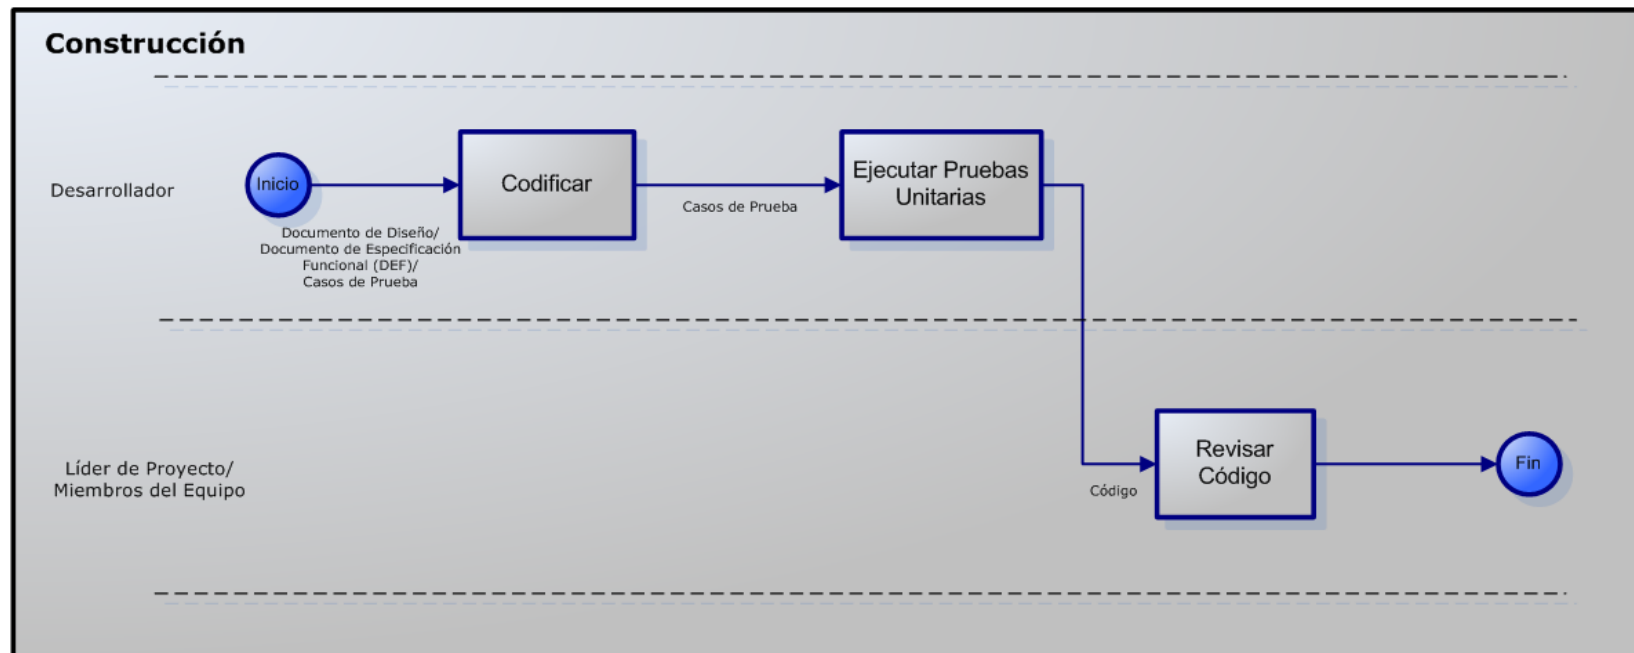 Construcción
Desarrollador
Inicio
Documento de Diseño/
Documento de Especificación
Funcional (DEF)/
Casos de Prueba
Codificar
Casos de Prueba
Ejecutar Pruebas
Unitarias
Líder de Proyecto/
Miembros del Equipo
Código
Revisar
Código
Fin